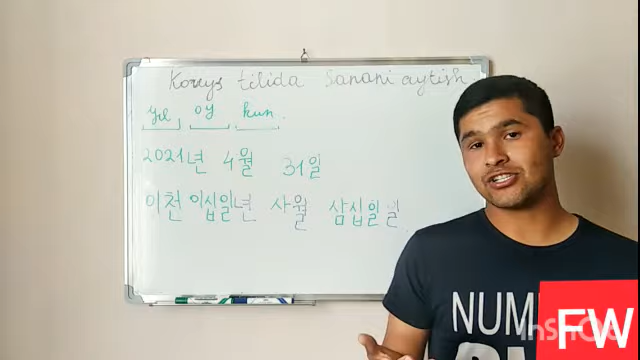 Koreys tilida Sanani aytish
yil oy kun.
2021년 4월 31일
이천 이십일년 사월 삼십일일
NUM
InShOt
FW